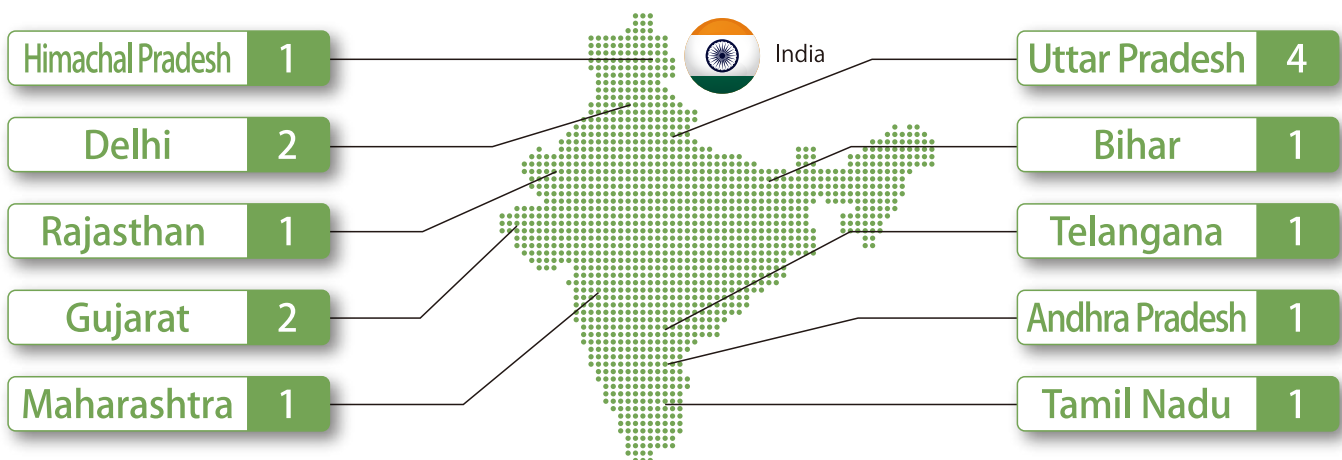 India
Himachal Pradesh 1
Delhi 2
Rajasthan 1
Gujarat 2
Maharashtra 1
Uttar Pradesh 4
Bihar 1
Telangana 1
Andhra Pradesh 1
Tamil Nadu 1